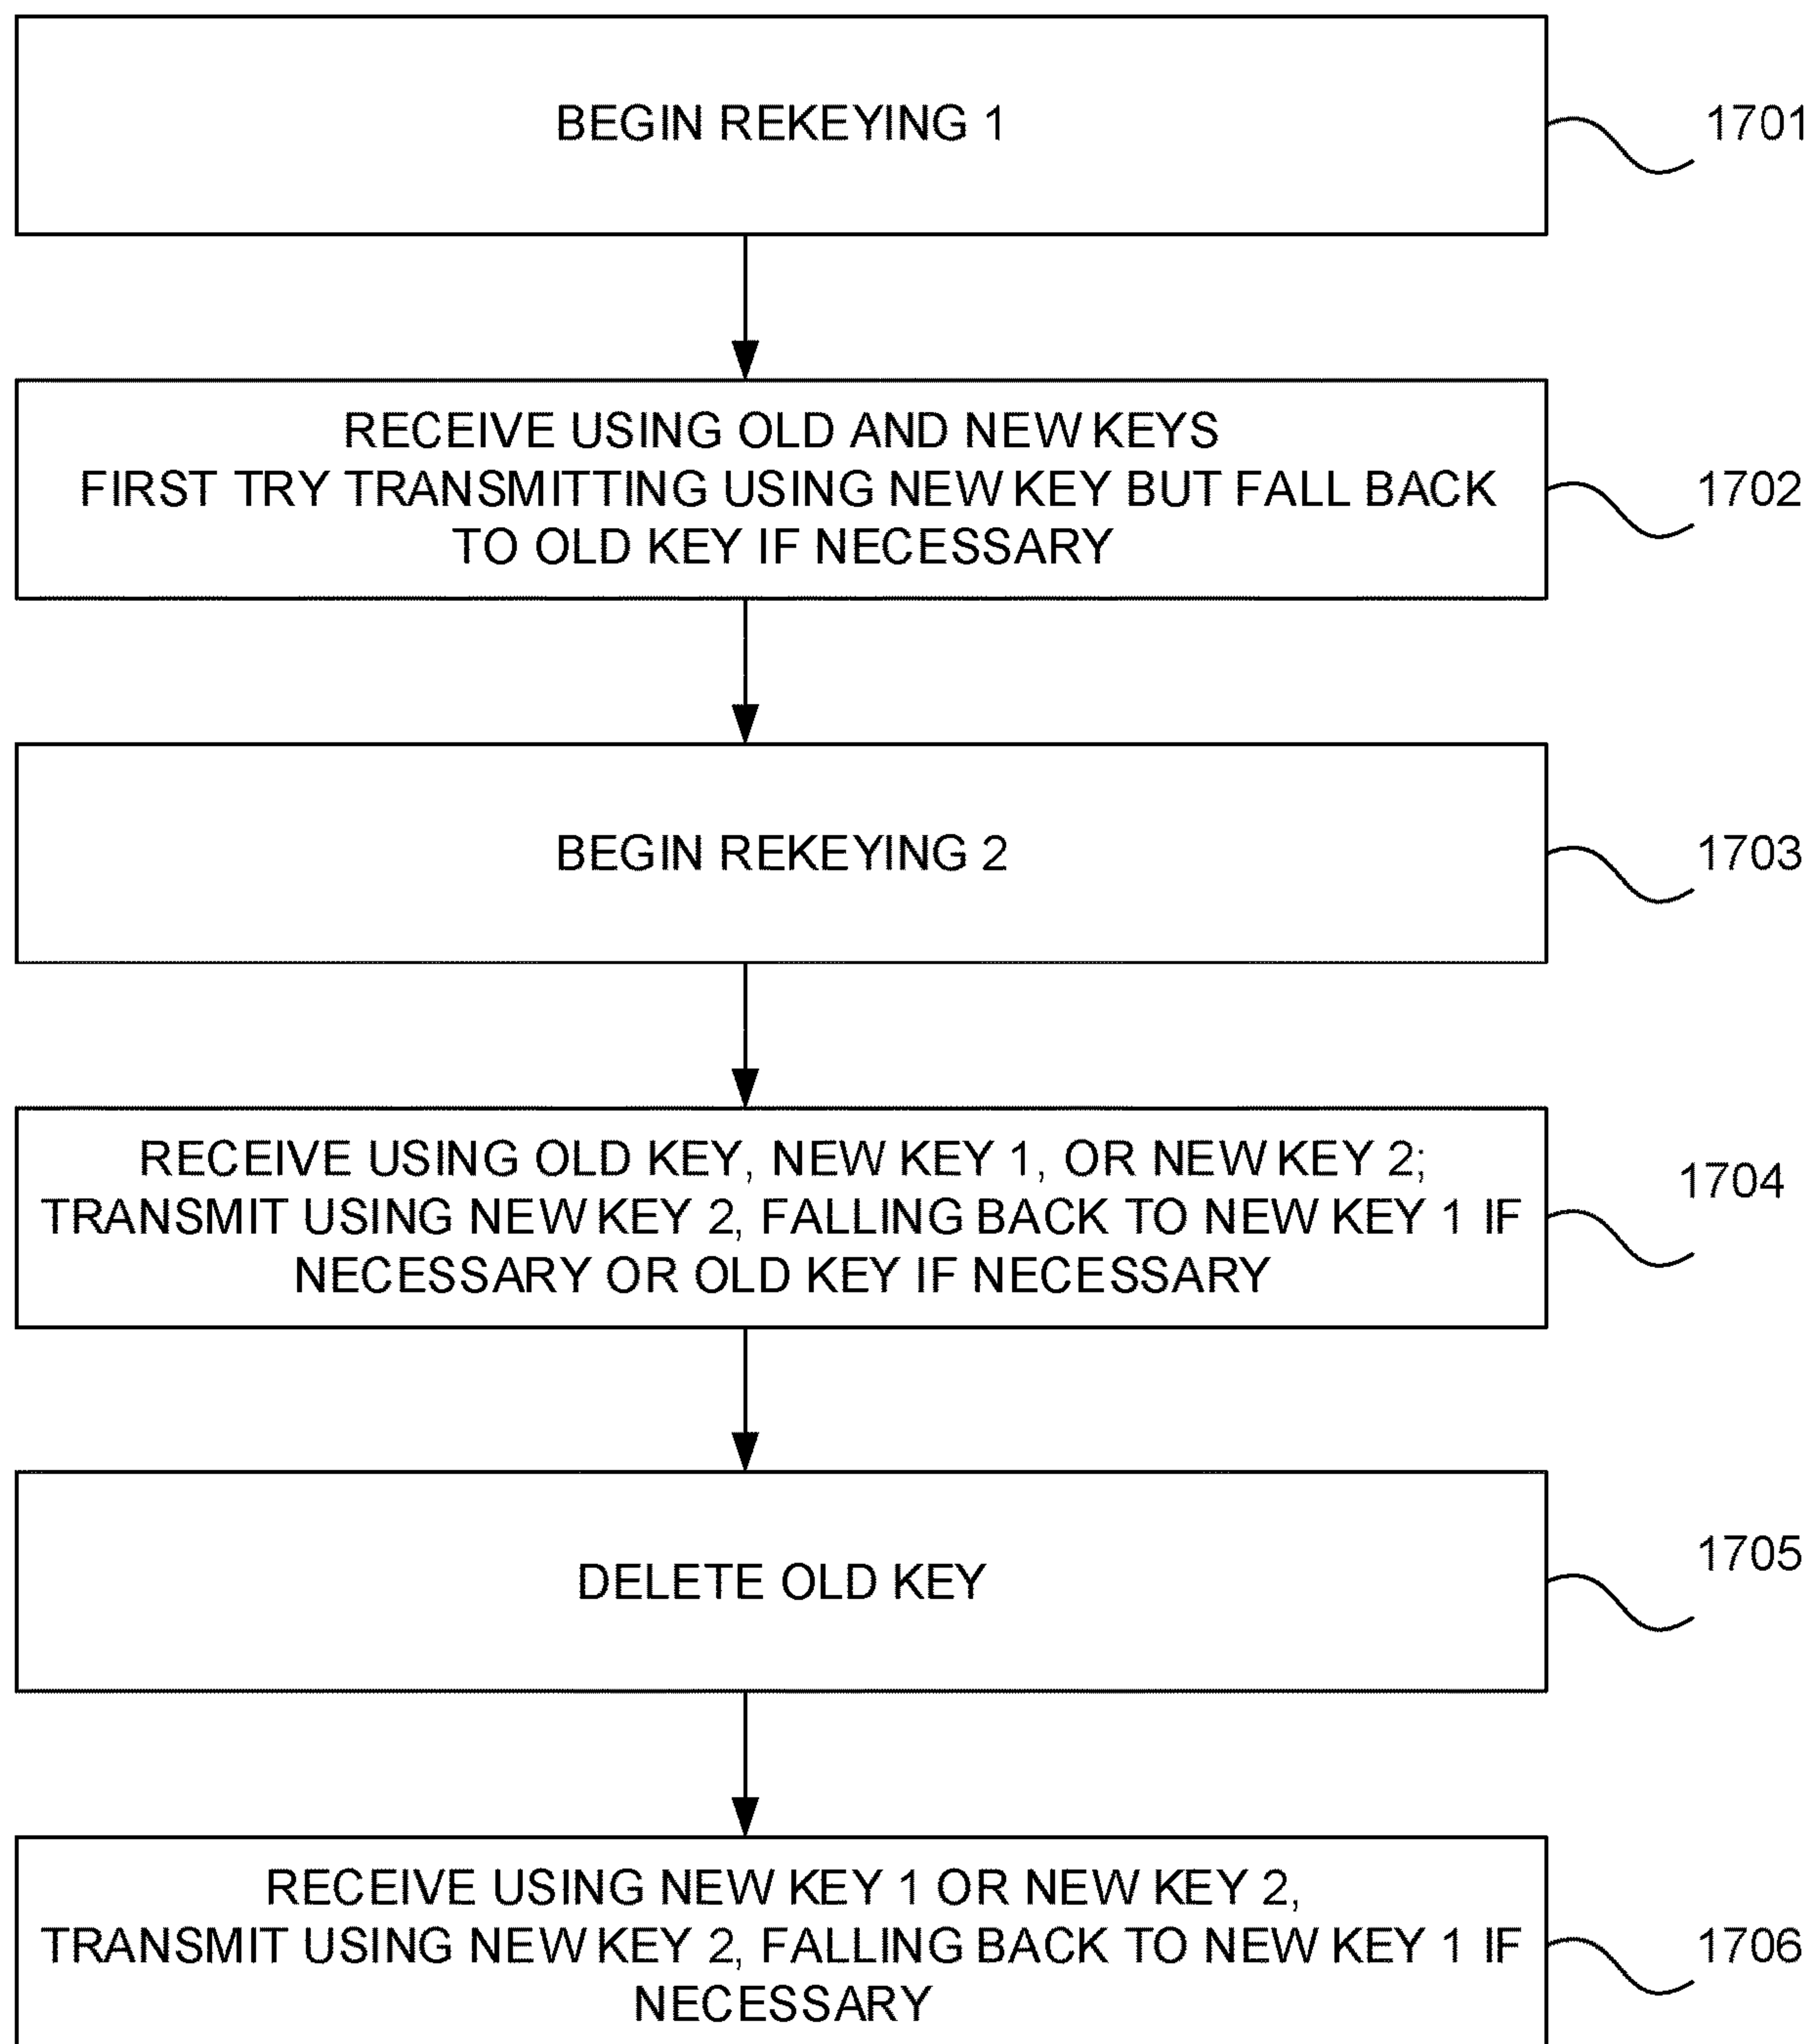 BEGIN REKEYING 1
1701
RECEIVE USING OLD AND NEW KEYS
FIRST TRY TRANSMITTING USING NEW KEY BUT FALL BACK
TO OLD KEY IF NECESSARY
1702
BEGIN REKEYING 2
1703
RECEIVE USING OLD KEY, NEW KEY 1, OR NEW KEY 2;
TRANSMIT USING NEW KEY 2, FALLING BACK TO NEW KEY 1 IF
NECESSARY OR OLD KEY IF NECESSARY
1704
DELETE OLD KEY
1705
RECEIVE USING NEW KEY 1 OR NEW KEY 2,
TRANSMIT USING NEW KEY 2, FALLING BACK TO NEW KEY 1 IF
NECESSARY
1706